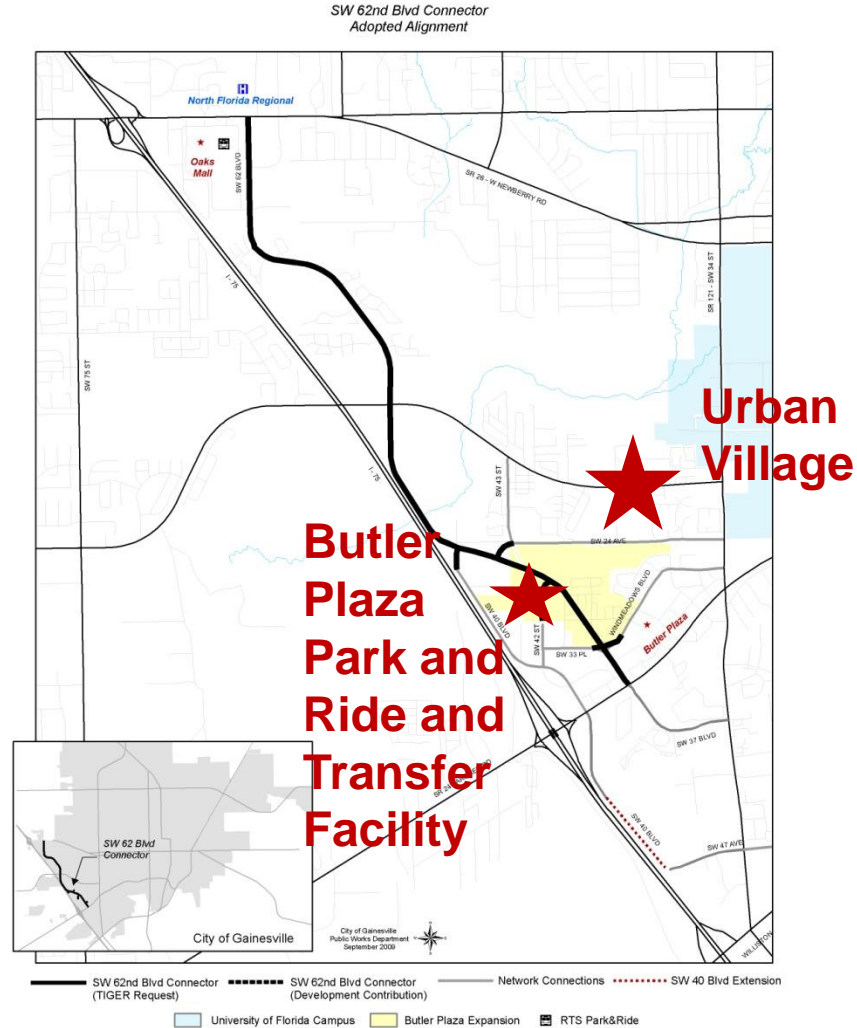 SW 62nd Blvd Connector
Adopted Alignment
H
North Florida Regional
Oaks
Mall
SW 62 BLVD
SR 26 - W NEWBERRY RD
SR 121 - SW 34 ST
I - 75
SW 75 ST
I - 75
Urban
Village
SW 43 ST
SW 24 AVE
Butler
Plaza
Park and
Ride and
Transfer
Facility
SW 40 BLVD
SW 42 ST
WINDMEADOWS BLVD
Butler Plaza
SW 33 PL
SW 37 BLVD
SW 40 BLVD
SW 47 AVE
WILLISTON
SW 62 Blvd
Connector
City of Gainesville
City of Gainesville
Public Works Department
September 2009
SW 62nd Blvd Connector
(TIGER Request)
SW 62nd Blvd Connector
(Development Contribution)
Network Connections
SW 40 Blvd Extension
University of Florida Campus
Butler Plaza Expansion
RTS Park&Ride